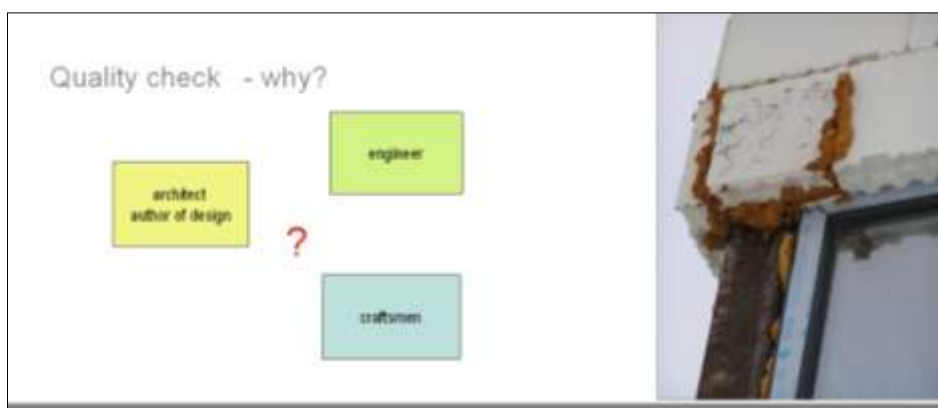 Quality check - why?
engineer
architect
author of design
?
craftsmen